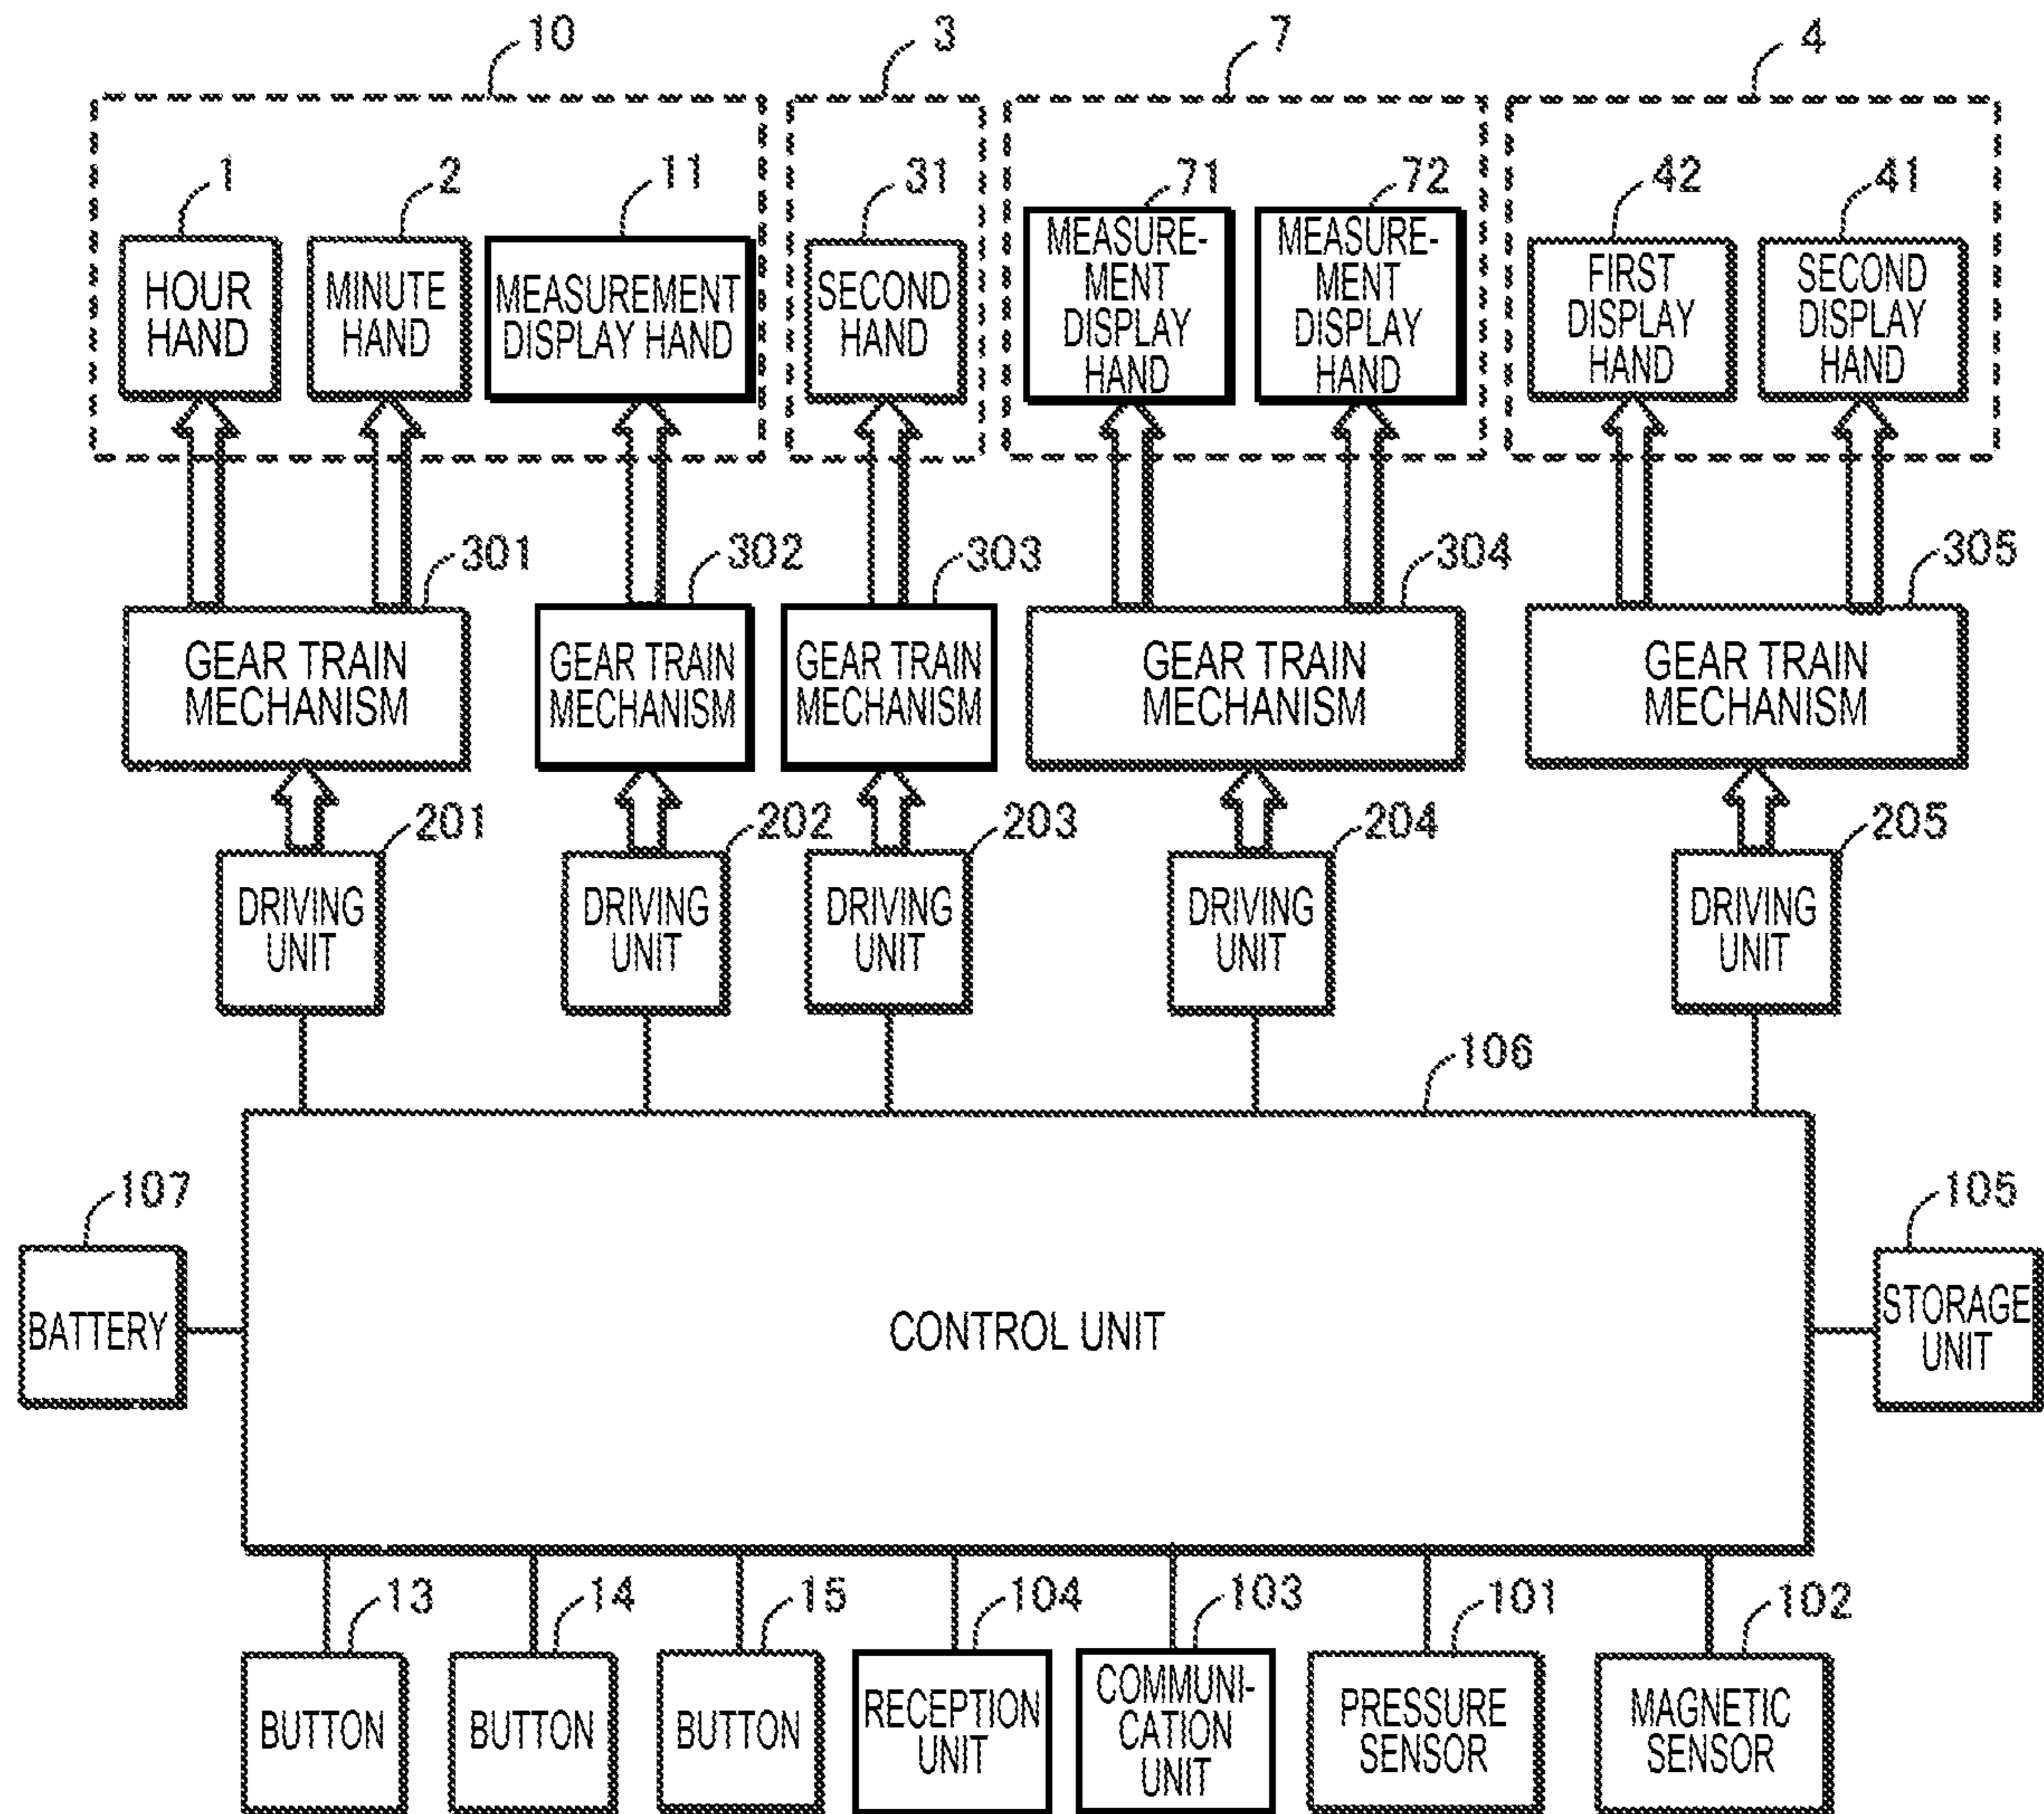 10
3
7
4
1
2
11
31
71
72
42
41
HOUR
HAND
MINUTE
HAND
MEASUREMENT
DISPLAY HAND
SECOND
HAND
MEASURE-
MENT
DISPLAY
HAND
MEASURE-
MENT
DISPLAY
HAND
FIRST
DISPLAY
HAND
SECOND
DISPLAY
HAND
301
302
303
304
305
GEAR TRAIN
MECHANISM
GEAR TRAIN
MECHANISM
GEAR TRAIN
MECHANISM
GEAR TRAIN
MECHANISM
GEAR TRAIN
MECHANISM
201
202
203
204
205
DRIVING
UNIT
DRIVING
UNIT
DRIVING
UNIT
DRIVING
UNIT
DRIVING
UNIT
106
107
105
BATTERY
CONTROL UNIT
STORAGE
UNIT
13
14
15
104
103
101
102
BUTTON
BUTTON
BUTTON
RECEPTION
UNIT
COMMUNI-
CATION
UNIT
PRESSURE
SENSOR
MAGNETIC
SENSOR